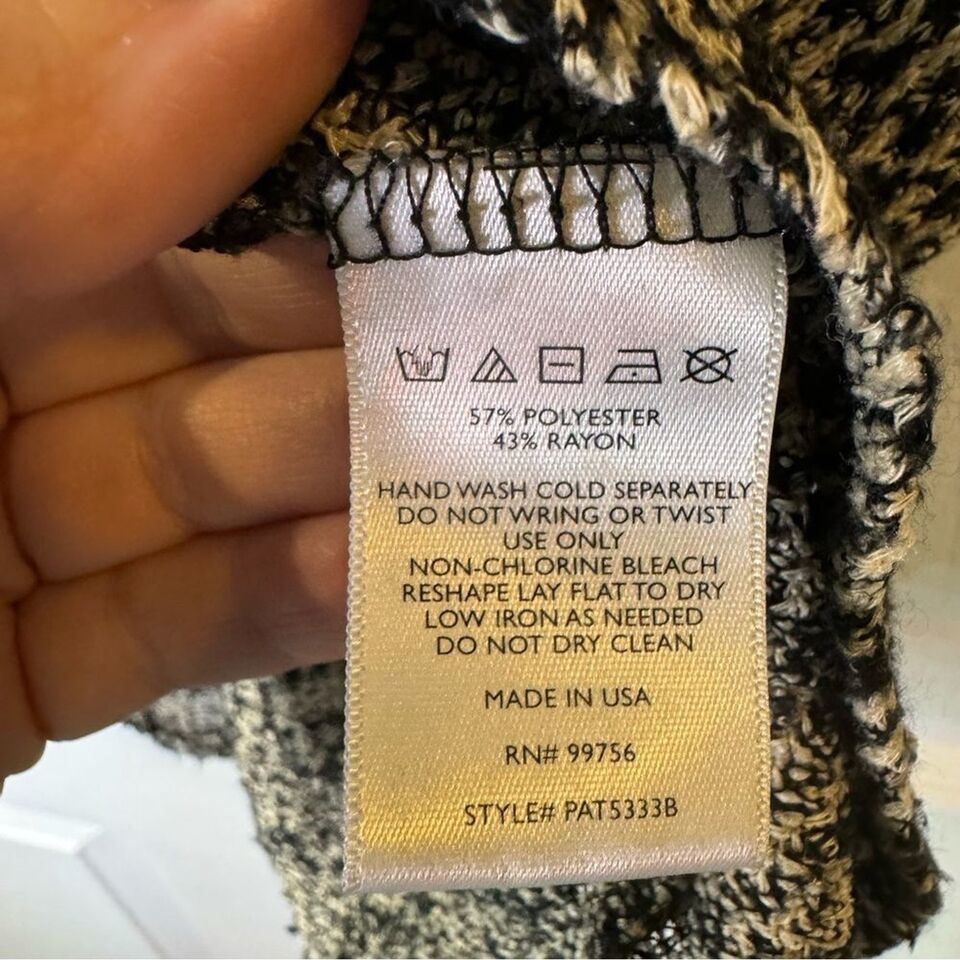 57% POLYESTER
43% RAYON
HAND WASH COLD SEPARATELY
DO NOT WRING OR TWIST
USE ONLY
NON-CHLORINE BLEACH
RESHAPE LAY FLAT TO DRY
LOW IRON AS NEEDED
DO NOT DRY CLEAN
MADE IN USA
RN# 99756
STYLE# PAT5333B